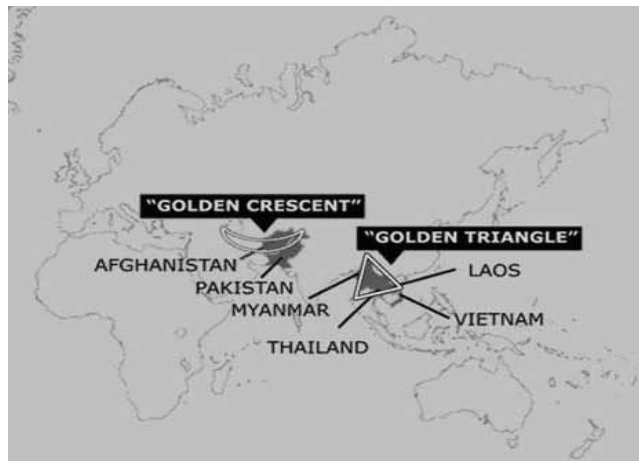 “GOLDEN CRESCENT”
“GOLDEN TRIANGLE”
AFGHANISTAN
LAOS
PAKISTAN
MYANMAR
VIETNAM
THAILAND